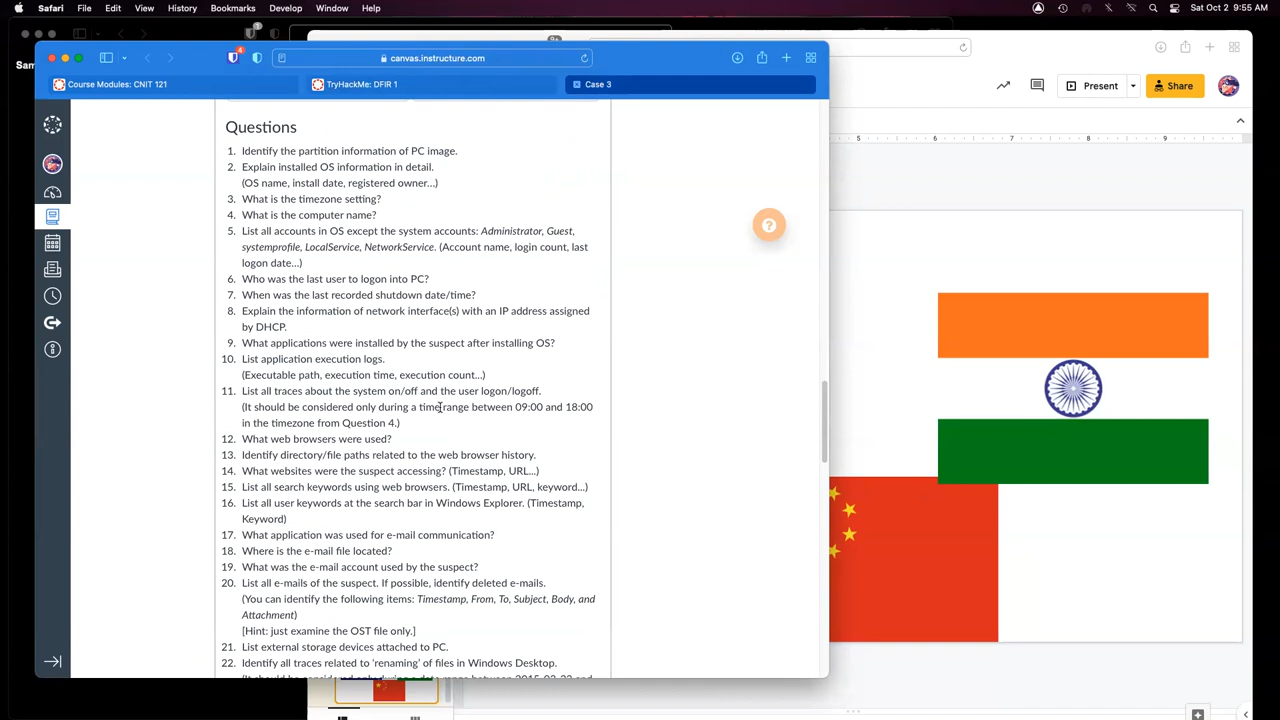 Safari File Edit View History Bookmarks Develop Window Help
Sat Oct 2 9:55 AM
canvas.instructure.com
4
Course Modules: CNIT 121
TryHackMe: DFIR 1
Case 3
Present
Share
5 6 7 8 9
Questions
1. Identify the partition information of PC image.
2. Explain installed OS information in detail.
(OS name, install date, registered owner…)
3. What is the timezone setting?
4. What is the computer name?
5. List all accounts in OS except the system accounts: Administrator, Guest,
systemprofile, LocalService, NetworkService. (Account name, login count, last
logon date…)
6. Who was the last user to logon into PC?
7. When was the last recorded shutdown date/time?
8. Explain the information of network interface(s) with an IP address assigned
by DHCP.
9. What applications were installed by the suspect after installing OS?
10. List application execution logs.
(Executable path, execution time, execution count...)
11. List all traces about the system on/off and the user logon/logoff.
(It should be considered only during a time range between 09:00 and 18:00
in the timezone from Question 4.)
12. What web browsers were used?
13. Identify directory/file paths related to the web browser history.
14. What websites were the suspect accessing? (Timestamp, URL...)
15. List all search keywords using web browsers. (Timestamp, URL, keyword...)
16. List all user keywords at the search bar in Windows Explorer. (Timestamp,
Keyword)
17. What application was used for e-mail communication?
18. Where is the e-mail file located?
19. What was the e-mail account used by the suspect?
20. List all e-mails of the suspect. If possible, identify deleted e-mails.
(You can identify the following items: Timestamp, From, To, Subject, Body, and
Attachment)
[Hint: just examine the OST file only.]
21. List external storage devices attached to PC.
22. Identify all traces related to ‘renaming’ of files in Windows Desktop.